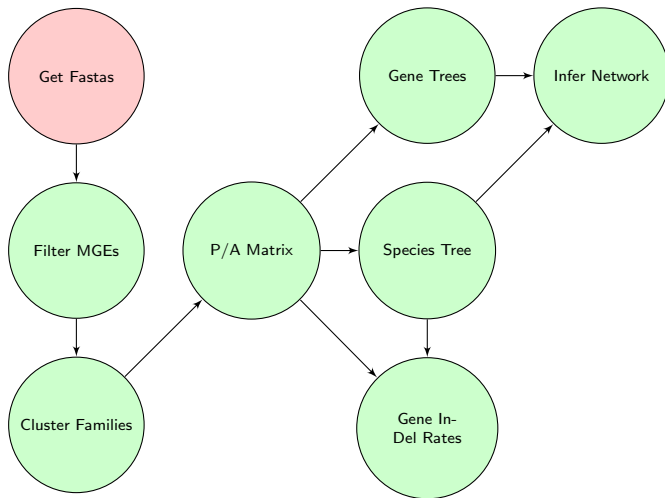 Get Fastas
Gene Trees
Infer Network
Filter MGEs
P/A Matrix
Species Tree
Cluster Families
Gene In-
Del Rates